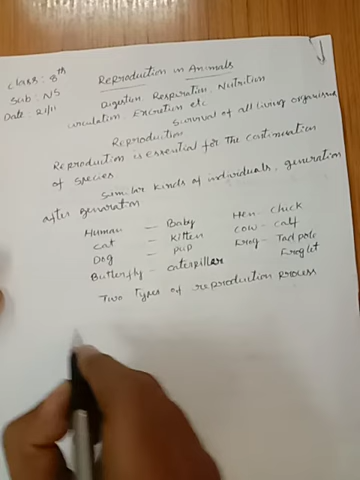 Class: 8th
Sub: NS
Date: 21/11
Reproduction in Animals
Digestion, Respiration, Nutrition
circulation, Excretion etc.
Survival of all living organisms
Reproduction
Reproduction is essential for the continuation
of species
Similar kinds of individuals, generation
after generation
Human — Baby Hen - chick
Cat — kitten Cow - calf
Dog — pup Frog - Tadpole
Butterfly - caterpillar Froglet
Two types of reproduction process